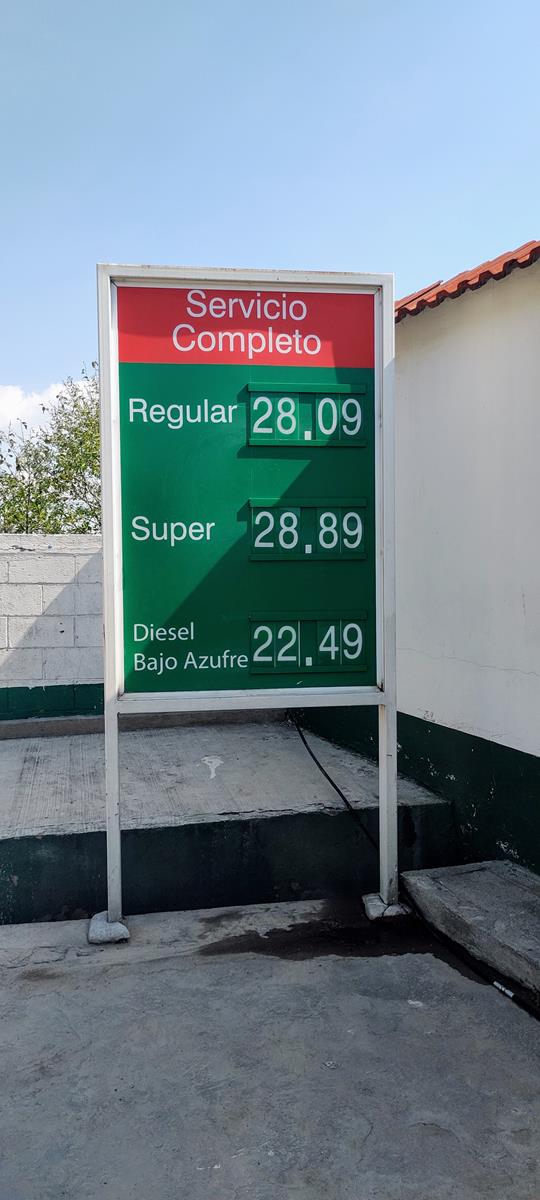 Servicio
Completo
Regular 28.09
Super 28.89
Diesel
Bajo Azufre 22.49